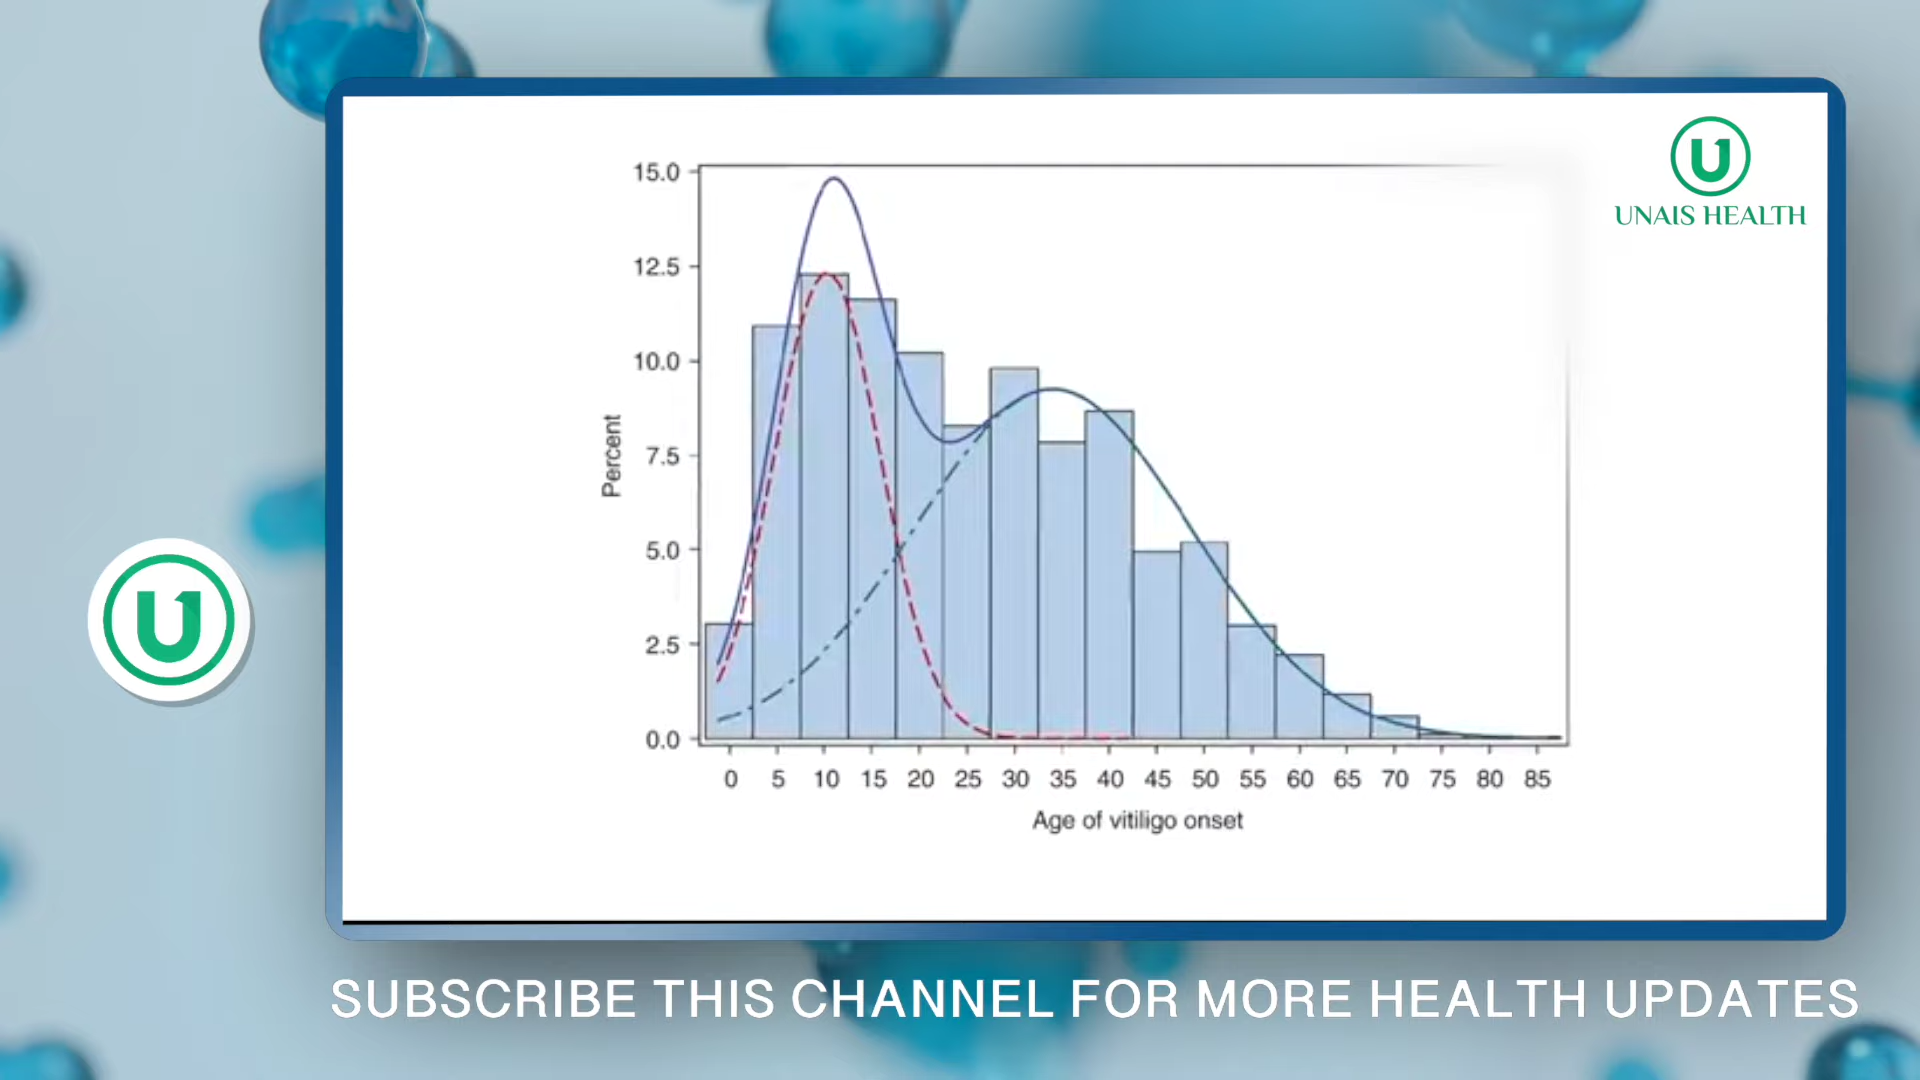 U
UNAIS HEALTH
15.0
12.5
10.0
7.5
5.0
2.5
0.0
Percent
0 5 10 15 20 25 30 35 40 45 50 55 60 65 70 75 80 85
Age of vitiligo onset
U
SUBSCRIBE THIS CHANNEL FOR MORE HEALTH UPDATES